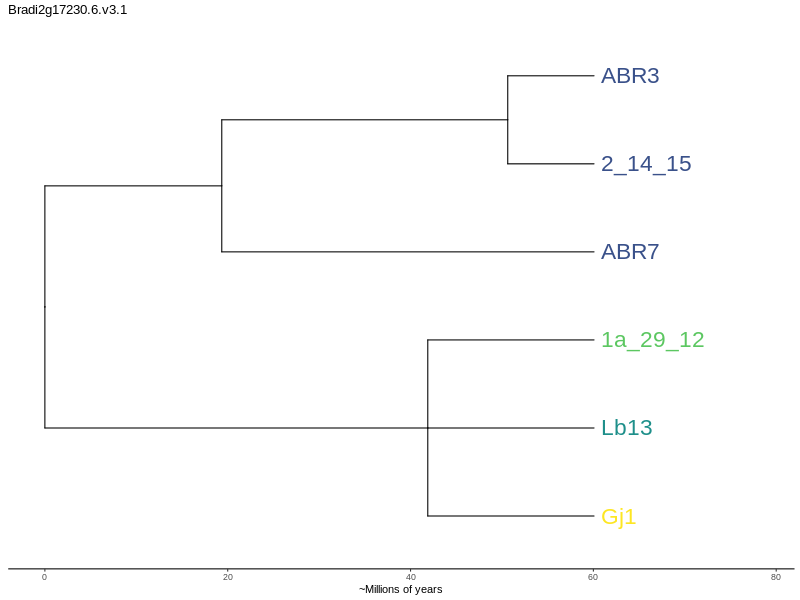 Bradi2g17230.6.v3.1
ABR3
2_14_15
ABR7
1a_29_12
Lb13
Gj1
0 20 40 60 80
~Millions of years